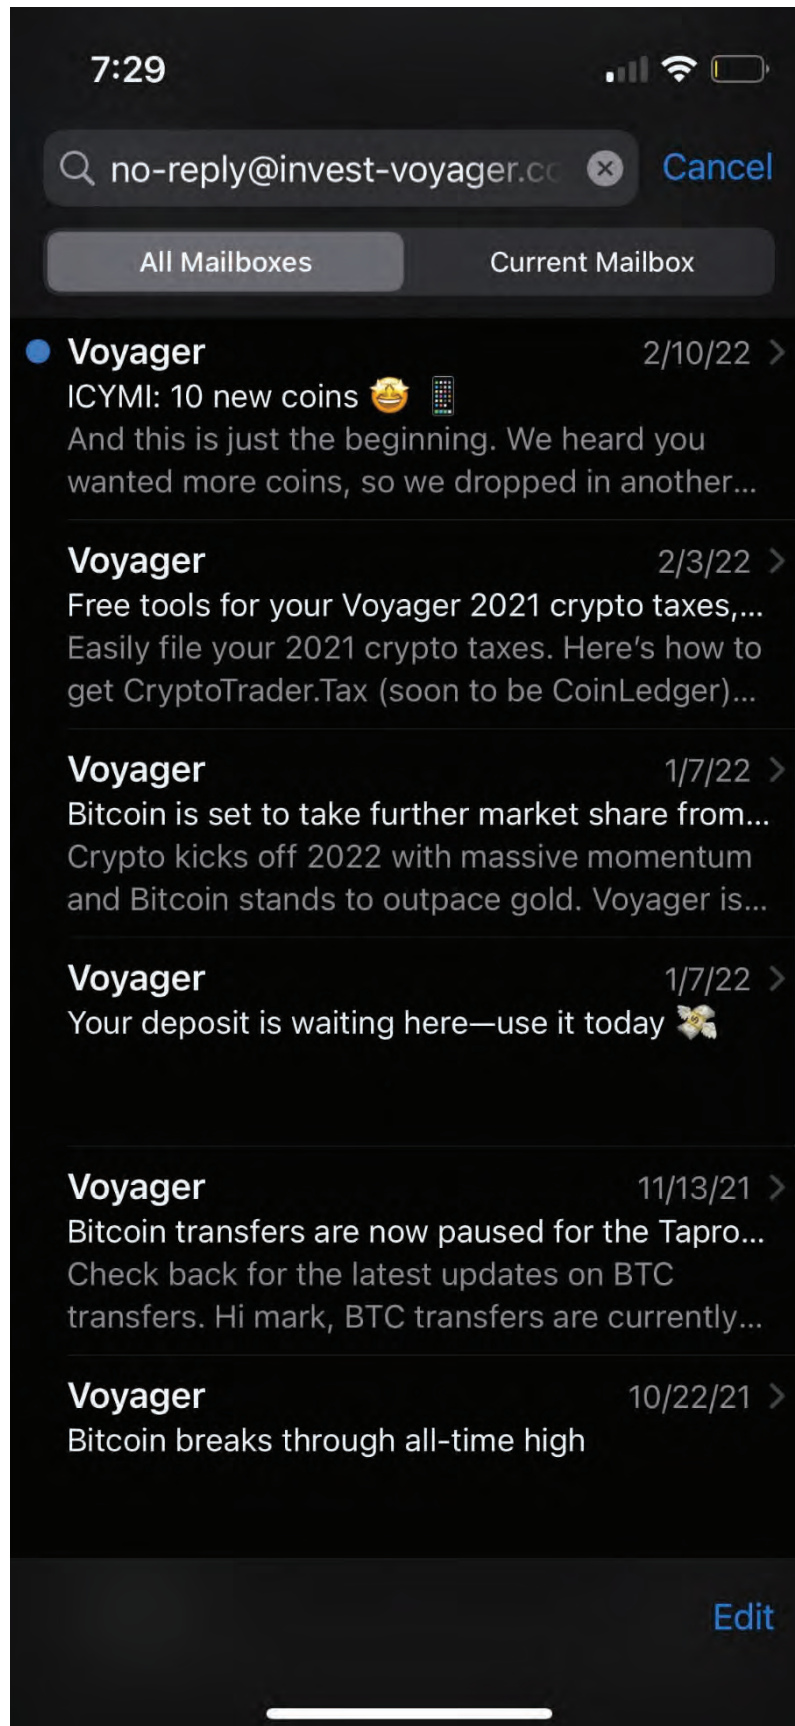 7:29
no-reply@invest-voyager.cc
Cancel
All Mailboxes
Current Mailbox
Voyager 2/10/22
ICYMI: 10 new coins 🤩 📱
And this is just the beginning. We heard you
wanted more coins, so we dropped in another...
Voyager 2/3/22
Free tools for your Voyager 2021 crypto taxes,...
Easily file your 2021 crypto taxes. Here's how to
get CryptoTrader.Tax (soon to be CoinLedger)...
Voyager 1/7/22
Bitcoin is set to take further market share from...
Crypto kicks off 2022 with massive momentum
and Bitcoin stands to outpace gold. Voyager is...
Voyager 1/7/22
Your deposit is waiting here—use it today 💸
Voyager 11/13/21
Bitcoin transfers are now paused for the Tapro...
Check back for the latest updates on BTC
transfers. Hi mark, BTC transfers are currently...
Voyager 10/22/21
Bitcoin breaks through all-time high
Edit